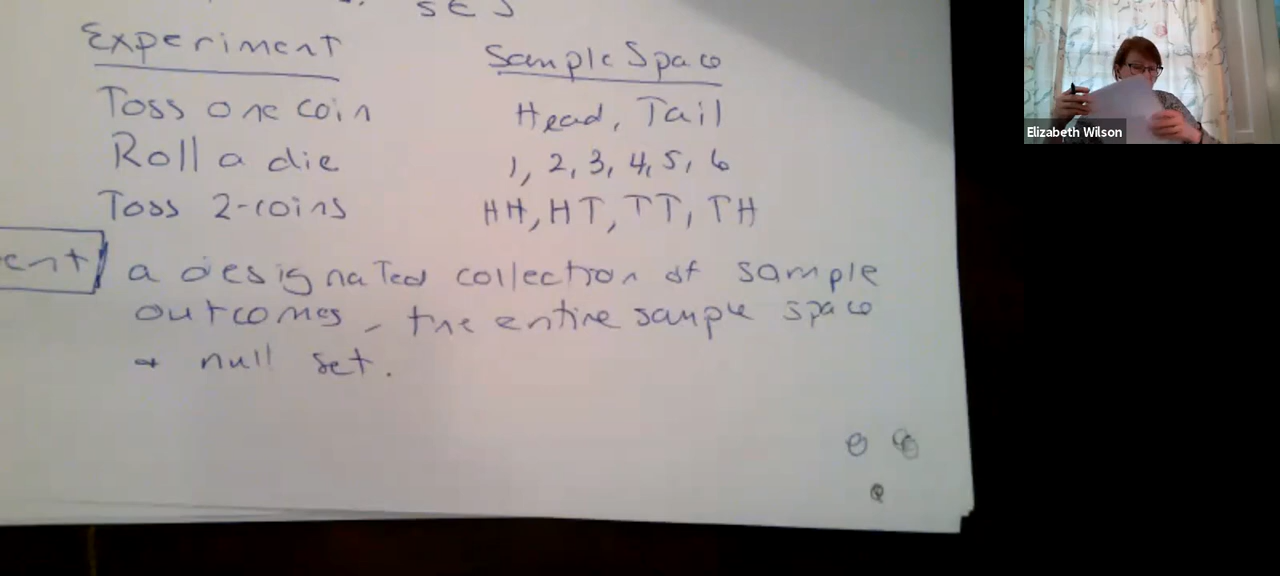 Experiment Sample Space
Toss one coin Head, Tail
Roll a die 1, 2, 3, 4, 5, 6
Toss 2-coins HH, HT, TT, TH
ent a designated collection of sample
outcomes, the entire sample space
+ null set.
Elizabeth Wilson